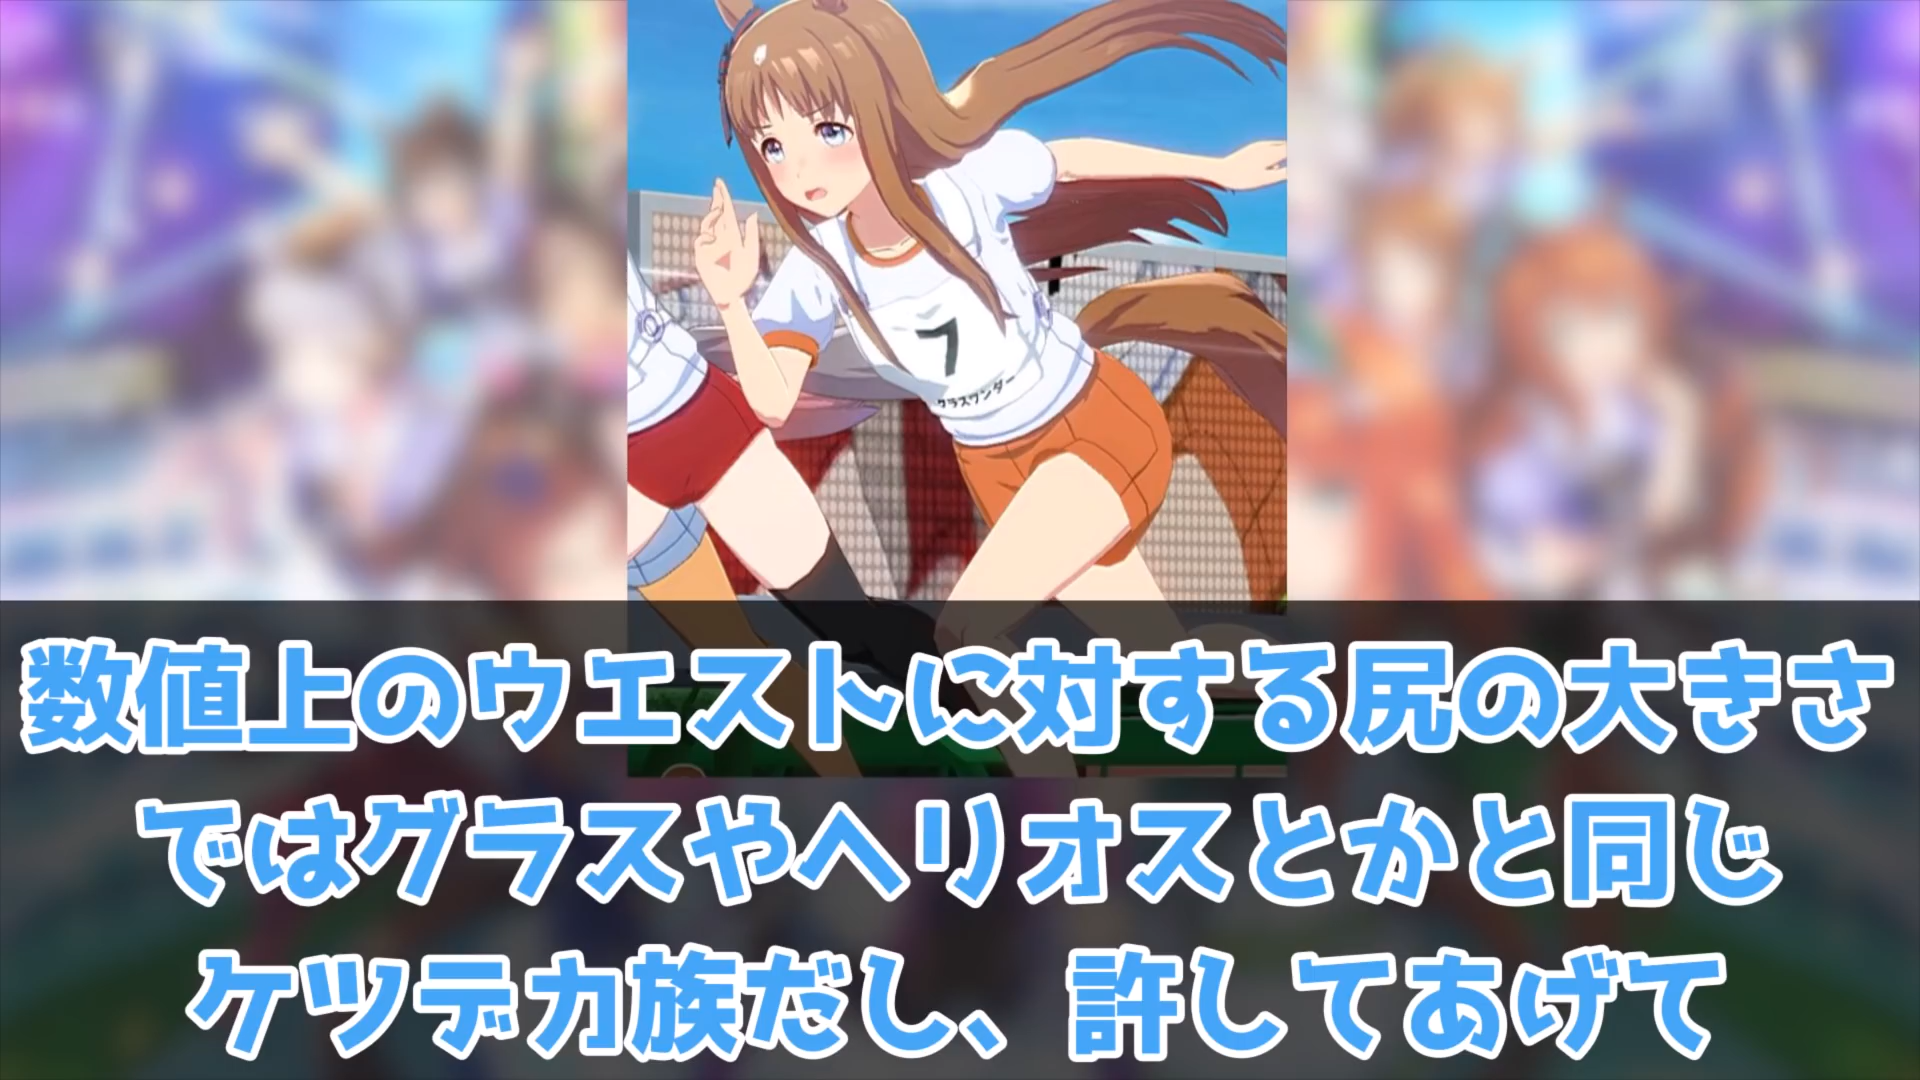 7
グラスワンダー
数値上のウエストに対する尻の大きさ
ではグラスやヘリオスとかと同じ
ケツデカ族だし、許してあげて